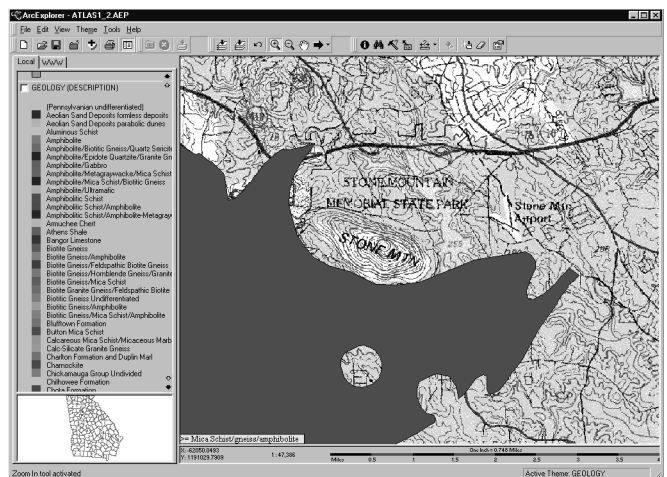 ArcExplorer - ATLAS1_2.AEP
File Edit View Theme Tools Help
Local WWW
GEOLOGY (DESCRIPTION)
(Pennsylvanian undifferentiated)
Aeolian Sand Deposits formless deposits
Aeolian Sand Deposits parabolic dunes
Aluminous Schist
Amphibolite
Amphibolite/Biotitic Gneiss/Quartz Sericit
Amphibolite/Epidote Quartzite/Granite Gn
Amphibolite/Gabbro
Amphibolite/Metagraywacke/Mica Schist
Amphibolite/Mica Schist/Biotitic Gneiss
Amphibolite/Ultramafic
Amphibolitic Schist
Amphibolitic Schist/Amphibolite
Amphibolitic Schist/Amphibolite-Metagray
Armuchee Chert
Athens Shale
Bangor Limestone
Biotite Gneiss
Biotite Gneiss/Amphibolite
Biotite Gneiss/Feldspathic Biotite Gneiss
Biotite Gneiss/Hornblende Gneiss/Granite
Biotite Gneiss/Mica Schist
Biotite Granite Gneiss/Feldspathic Biotite
Biotitic Gneiss Undifferentiated
Biotitic Gneiss/Amphibolite
Biotitic Gneiss/Mica Schist/Amphibolite
Blufftown Formation
Button Mica Schist
Calcareous Mica Schist/Micaceous Marb
Calc-Silicate Granite Gneiss
Charlton Formation and Duplin Marl
Charnockite
Chickamauga Group Undivided
Chilhowee Formation
Chota Formation
STONE MOUNTAIN
MEMORIAL STATE PARK
Stone Mtn
Airport
STONE MTN
>= Mica Schist/gneiss/amphibolite
X: -62050.0493
Y: 1191029.7909
1: 47,386
One Inch = 0.748 Miles
Miles 0.5 1 1.5 2 2.5 3 3.5 4
Zoom In tool activated
Active Theme: GEOLOGY